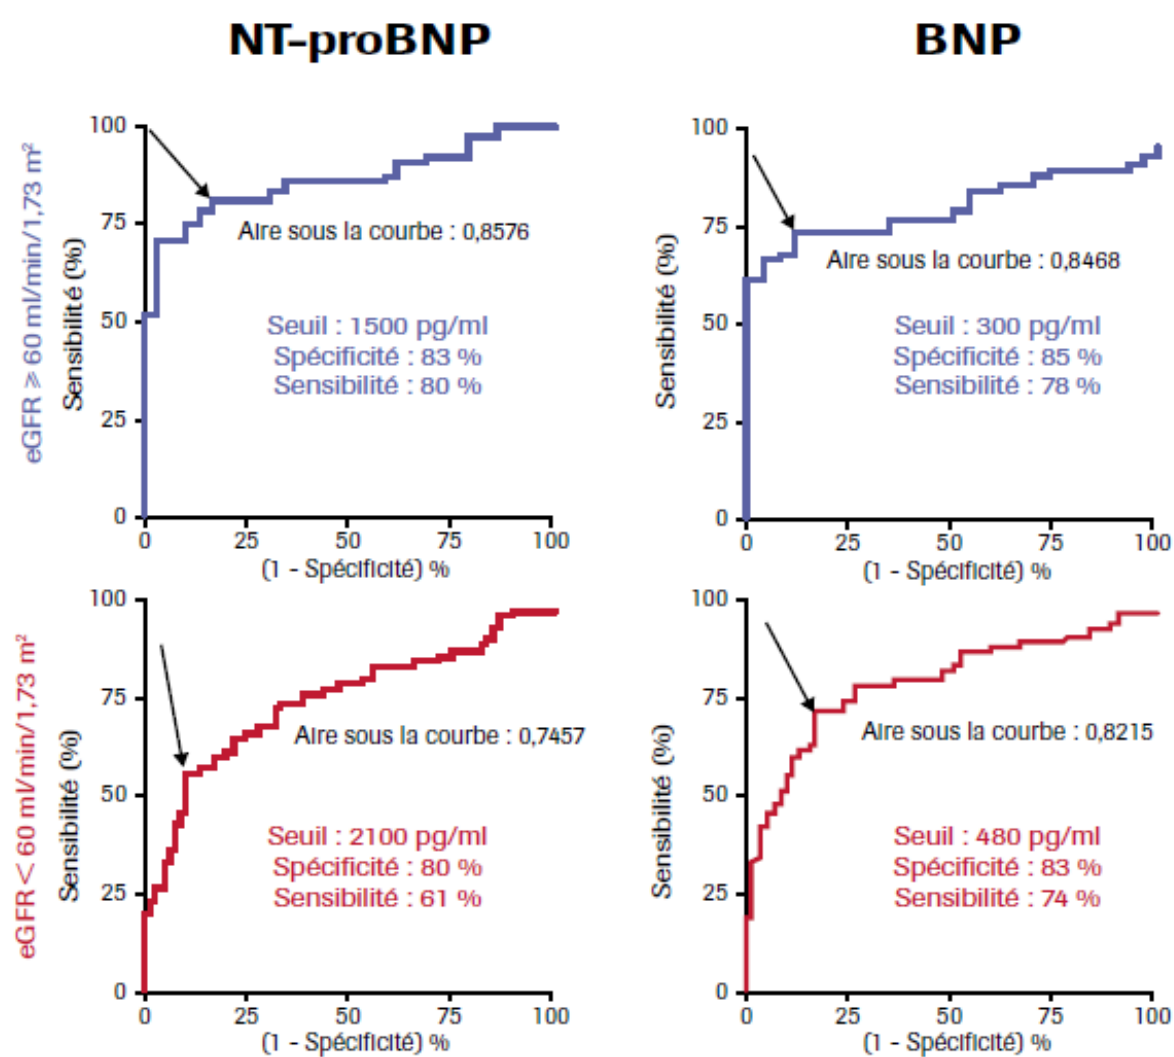 NT-proBNP
BNP
eGFR ⩾ 60 ml/min/1,73 m²
Sensibilité (%)
100
75
50
25
0
Aire sous la courbe : 0,8576
Seuil : 1500 pg/ml
Spécificité : 83 %
Sensibilité : 80 %
0 25 50 75 100
(1 - Spécificité) %
Sensibilité (%)
100
75
50
25
0
Aire sous la courbe : 0,8468
Seuil : 300 pg/ml
Spécificité : 85 %
Sensibilité : 78 %
0 25 50 75 100
(1 - Spécificité) %
eGFR < 60 ml/min/1,73 m²
Sensibilité (%)
100
75
50
25
0
Aire sous la courbe : 0,7457
Seuil : 2100 pg/ml
Spécificité : 80 %
Sensibilité : 61 %
0 25 50 75 100
(1 - Spécificité) %
Sensibilité (%)
100
75
50
25
0
Aire sous la courbe : 0,8215
Seuil : 480 pg/ml
Spécificité : 83 %
Sensibilité : 74 %
0 25 50 75 100
(1 - Spécificité) %